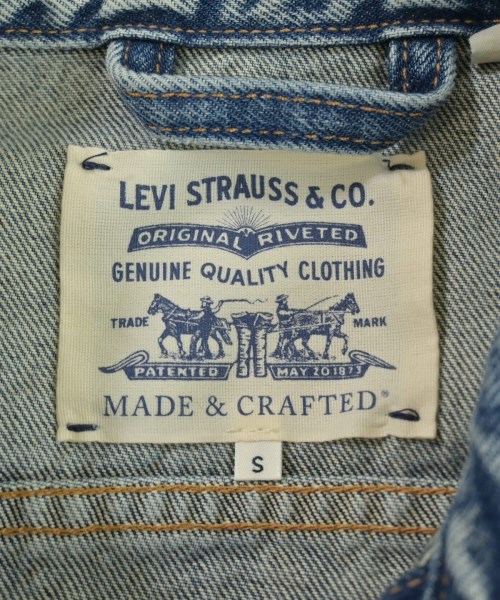 LEVI STRAUSS & CO.
ORIGINAL RIVETED
GENUINE QUALITY CLOTHING
TRADE MARK
PATENTED MAY 20 1873
MADE & CRAFTED®
S